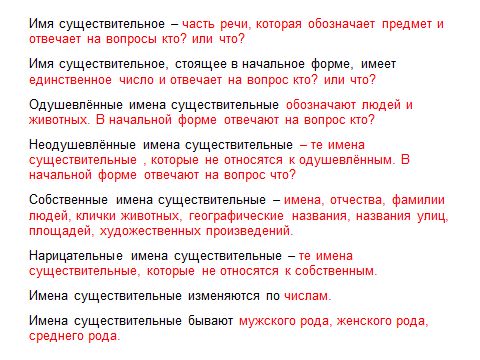 Имя существительное – часть речи, которая обозначает предмет и
отвечает на вопросы кто? или что?
Имя существительное, стоящее в начальное форме, имеет
единственное число и отвечает на вопрос кто? или что?
Одушевлённые имена существительные обозначают людей и
животных. В начальной форме отвечают на вопрос кто?
Неодушевлённые имена существительные – те имена
существительные , которые не относятся к одушевлённым. В
начальной форме отвечают на вопрос что?
Собственные имена существительные – имена, отчества, фамилии
людей, клички животных, географические названия, названия улиц,
площадей, художественных произведений.
Нарицательные имена существительные – те имена
существительные, которые не относятся к собственным.
Имена существительные изменяются по числам.
Имена существительные бывают мужского рода, женского рода,
среднего рода.